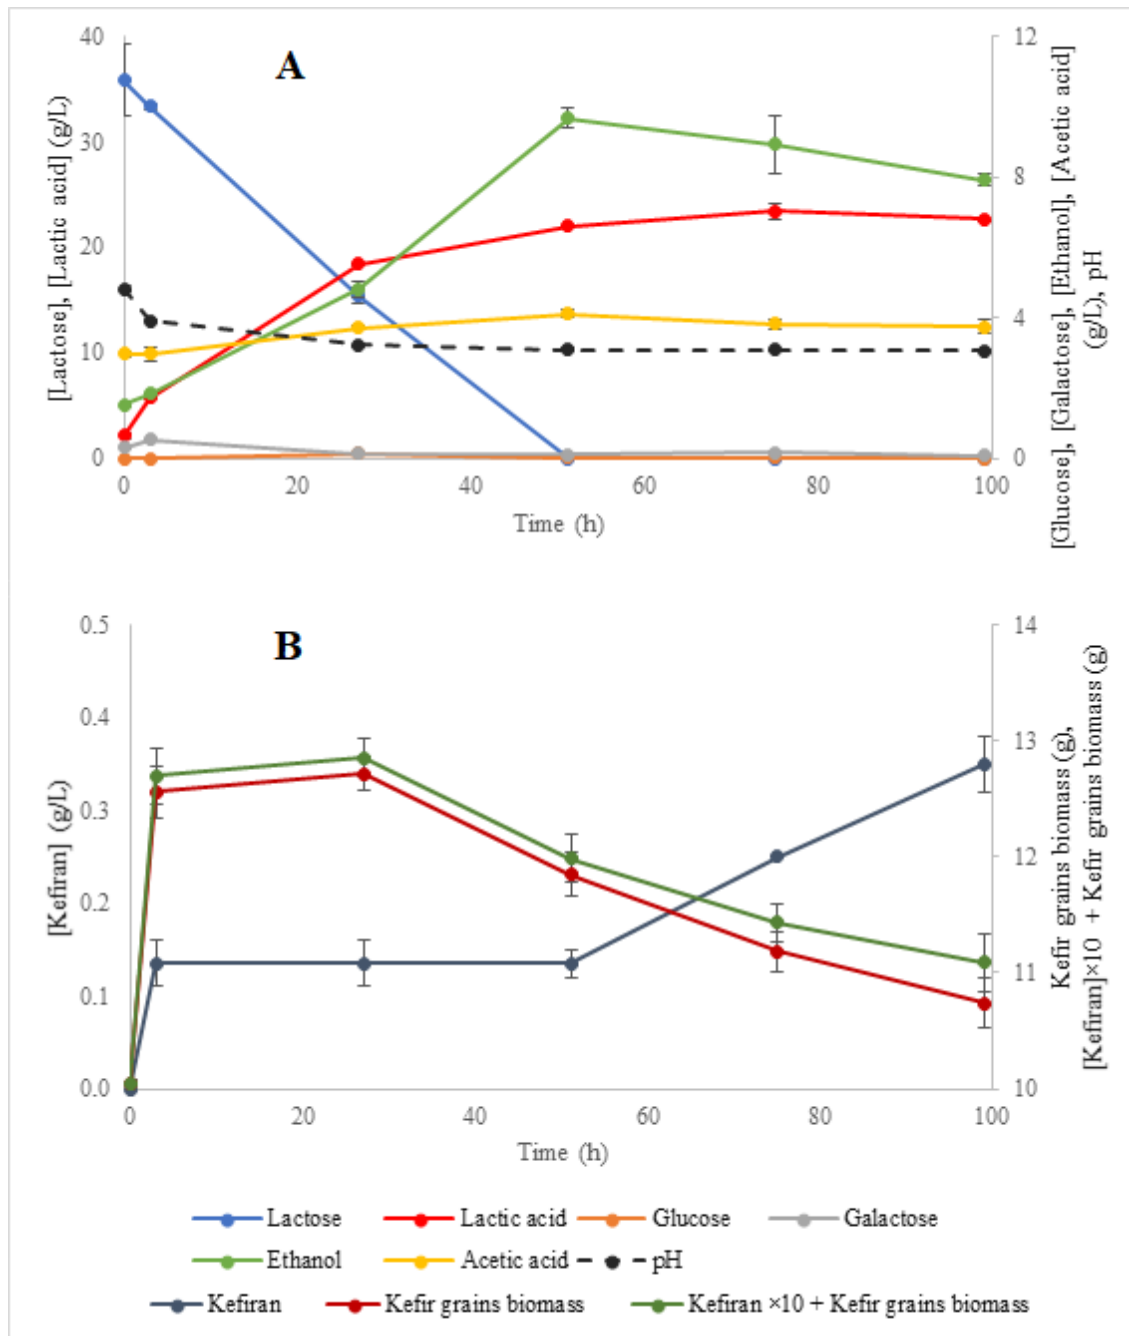 A
40
30
20
10
0
[Lactose], [Lactic acid] (g/L)
12
8
4
0
[Glucose], [Galactose], [Ethanol], [Acetic acid]
(g/L), pH
0 20 40 60 80 100
Time (h)
B
0.5
0.4
0.3
0.2
0.1
0.0
[Kefiran] (g/L)
14
13
12
11
10
Kefir grains biomass (g),
[Kefiran]×10 + Kefir grains biomass (g)
0 20 40 60 80 100
Time (h)
Lactose Lactic acid Glucose Galactose
Ethanol Acetic acid pH
Kefiran Kefir grains biomass Kefiran ×10 + Kefir grains biomass